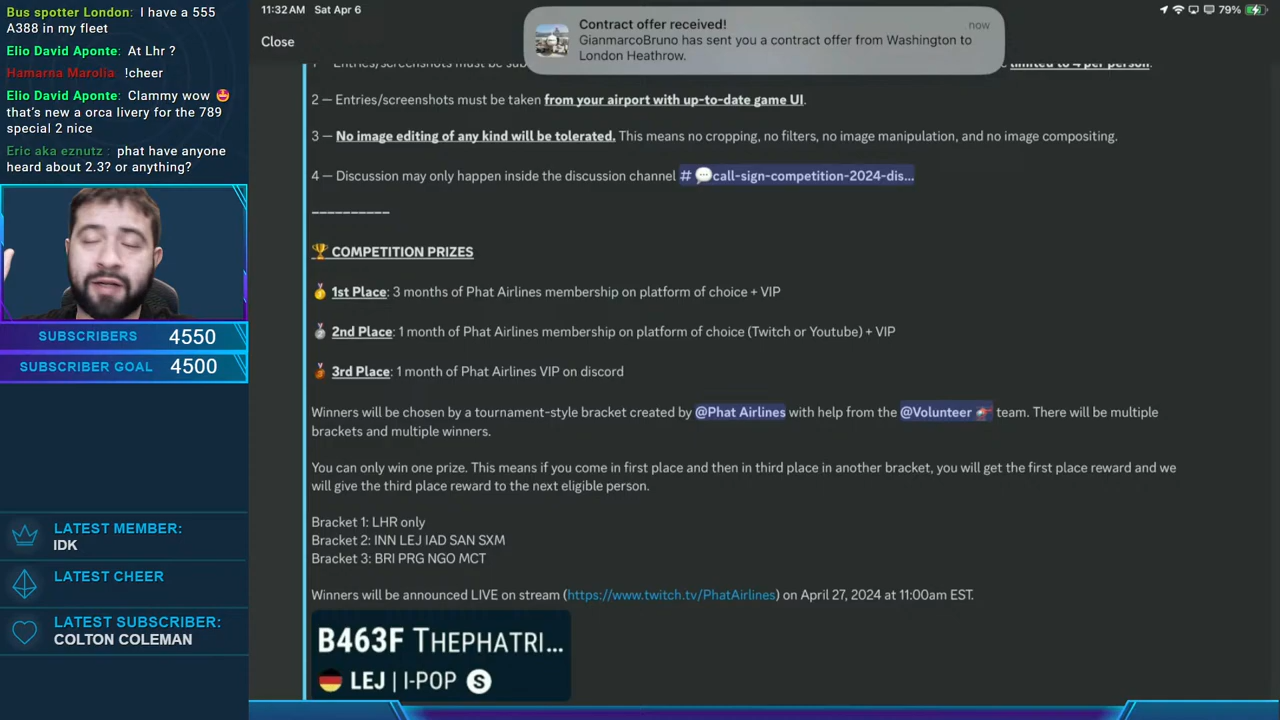 Bus spotter London: I have a 555
A388 in my fleet
Elio David Aponte: At Lhr ?
Hamarna Marolia: !cheer
Elio David Aponte: Clammy wow 🤩
that's new a orca livery for the 789
special 2 nice
Eric aka eznutz : phat have anyone
heard about 2.3? or anything?
SUBSCRIBERS 4550
SUBSCRIBER GOAL 4500
LATEST MEMBER:
IDK
LATEST CHEER
LATEST SUBSCRIBER:
COLTON COLEMAN
11:32AM Sat Apr 6
79%
Close
Contract offer received!
now
GianmarcoBruno has sent you a contract offer from Washington to
London Heathrow.
1 — Entries/screenshots must be limited to 4 per person.
2 — Entries/screenshots must be taken from your airport with up-to-date game UI.
3 — No image editing of any kind will be tolerated. This means no cropping, no filters, no image manipulation, and no image compositing.
4 — Discussion may only happen inside the discussion channel # 💬call-sign-competition-2024-dis...
__________
🏆 COMPETITION PRIZES
🥇 1st Place: 3 months of Phat Airlines membership on platform of choice + VIP
🥈 2nd Place: 1 month of Phat Airlines membership on platform of choice (Twitch or Youtube) + VIP
🥉 3rd Place: 1 month of Phat Airlines VIP on discord
Winners will be chosen by a tournament-style bracket created by @Phat Airlines with help from the @Volunteer 🛩️ team. There will be multiple
brackets and multiple winners.
You can only win one prize. This means if you come in first place and then in third place in another bracket, you will get the first place reward and we
will give the third place reward to the next eligible person.
Bracket 1: LHR only
Bracket 2: INN LEJ IAD SAN SXM
Bracket 3: BRI PRG NGO MCT
Winners will be announced LIVE on stream (https://www.twitch.tv/PhatAirlines) on April 27, 2024 at 11:00am EST.
B463F THEPHATRI...
LEJ | I-POP S